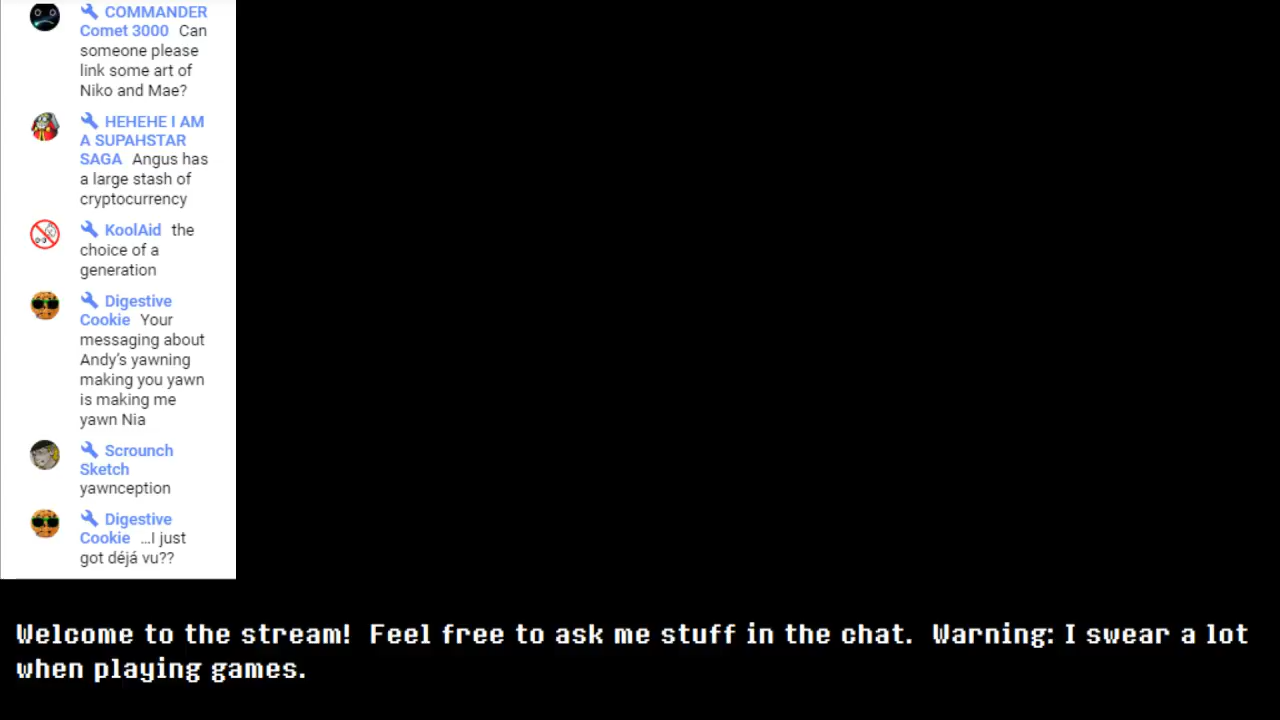 COMMANDER
Comet 3000 Can
someone please
link some art of
Niko and Mae?
HEHEHE I AM
A SUPAHSTAR
SAGA Angus has
a large stash of
cryptocurrency
KoolAid the
choice of a
generation
Digestive
Cookie Your
messaging about
Andy's yawning
making you yawn
is making me
yawn Nia
Scrounch
Sketch
yawnception
Digestive
Cookie ...I just
got déjá vu??
Welcome to the stream! Feel free to ask me stuff in the chat. Warning: I swear a lot
when playing games.